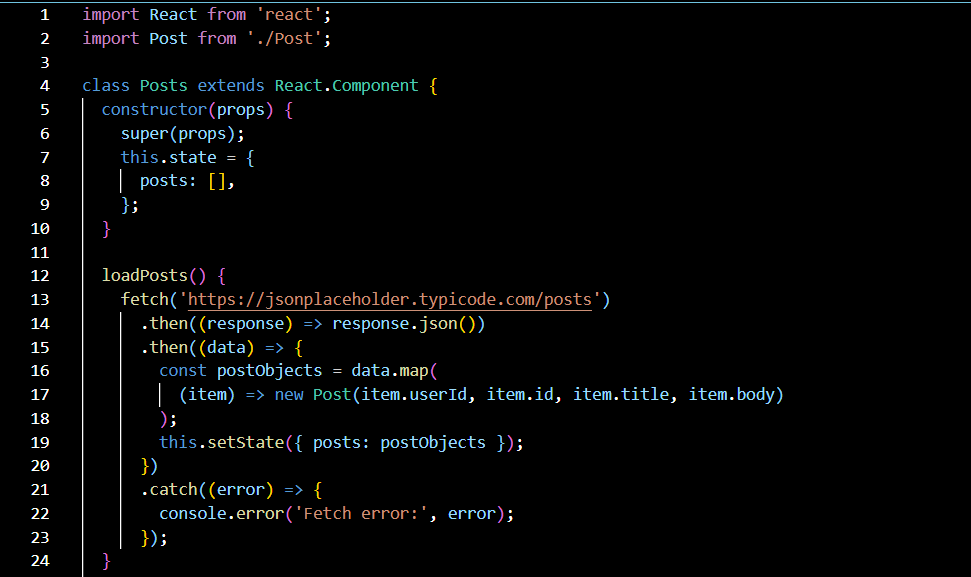 1 import React from 'react';
2 import Post from './Post';
3
4 class Posts extends React.Component {
5   constructor(props) {
6     super(props);
7     this.state = {
8       posts: [],
9     };
10   }
11
12   loadPosts() {
13     fetch('https://jsonplaceholder.typicode.com/posts')
14       .then((response) => response.json())
15       .then((data) => {
16         const postObjects = data.map(
17           (item) => new Post(item.userId, item.id, item.title, item.body)
18         );
19         this.setState({ posts: postObjects });
20       })
21       .catch((error) => {
22         console.error('Fetch error:', error);
23       });
24   }